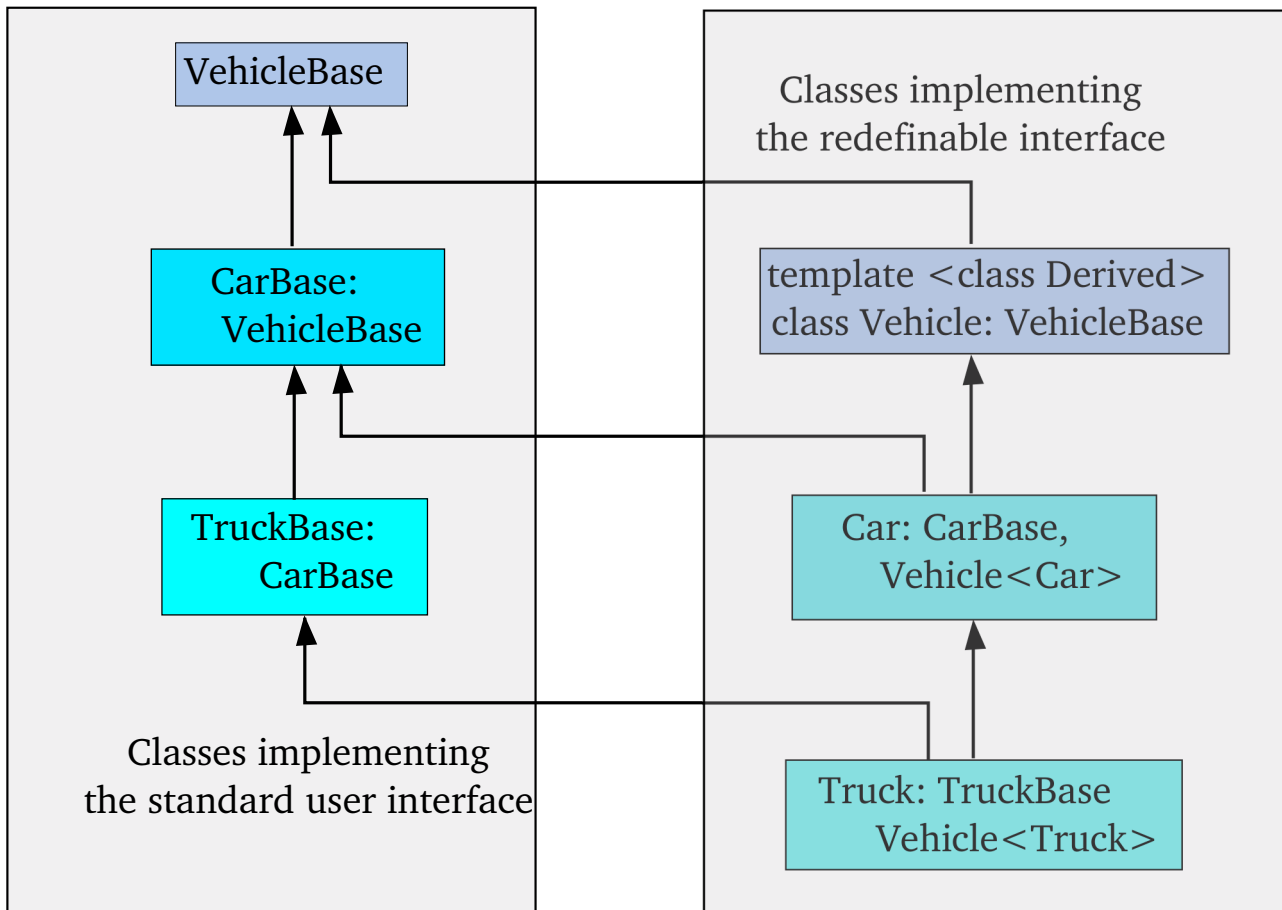 VehicleBase
CarBase:
VehicleBase
TruckBase:
CarBase
Classes implementing
the standard user interface
Classes implementing
the redefinable interface
template <class Derived>
class Vehicle: VehicleBase
Car: CarBase,
Vehicle<Car>
Truck: TruckBase
Vehicle<Truck>